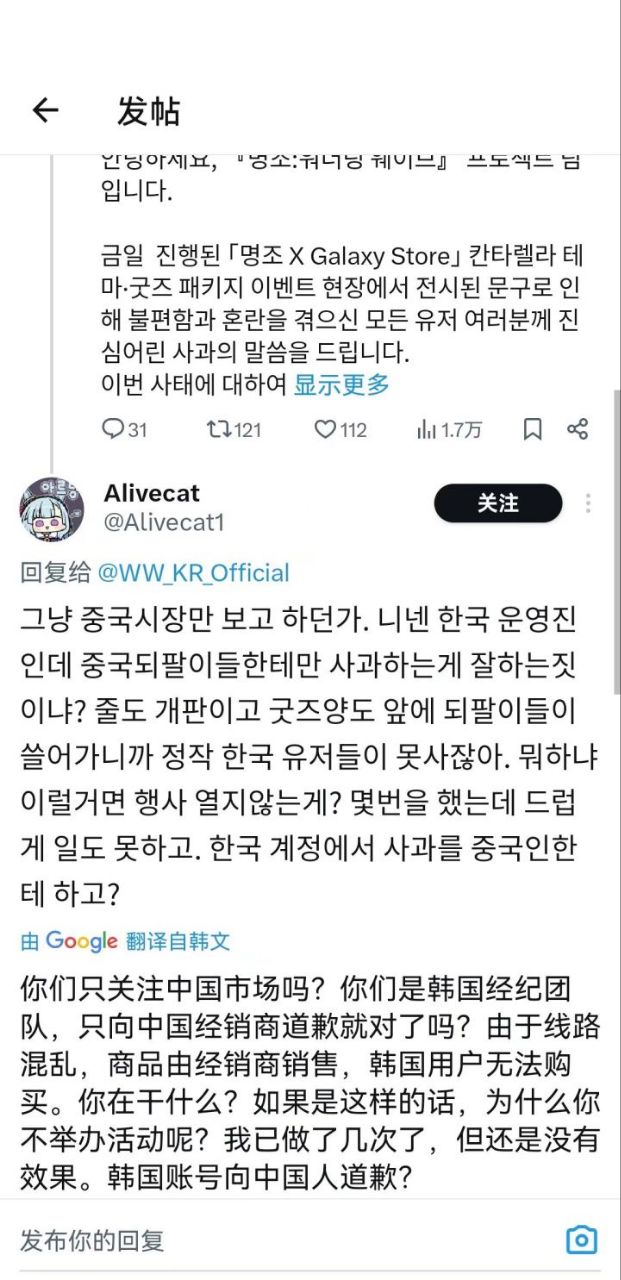 发帖
안녕하세요, 『명조:워더링 웨이브』 프로젝트 팀
입니다.
금일 진행된 「명조 X Galaxy Store」 칸타렐라 테
마·굿즈 패키지 이벤트 현장에서 전시된 문구로 인
해 불편함과 혼란을 겪으신 모든 유저 여러분께 진
심어린 사과의 말씀을 드립니다.
이번 사태에 대하여 显示更多
31 121 112 1.7万
Alivecat
@Alivecat1
关注
回复给 @WW_KR_Official
그냥 중국시장만 보고 하던가. 니넨 한국 운영진
인데 중국되팔이들한테만 사과하는게 잘하는짓
이냐? 줄도 개판이고 굿즈양도 앞에 되팔이들이
쓸어가니까 정작 한국 유저들이 못사잖아. 뭐하냐
이럴거면 행사 열지않는게? 몇번을 했는데 드럽
게 일도 못하고. 한국 계정에서 사과를 중국인한
테 하고?
由 Google 翻译自韩文
你们只关注中国市场吗？你们是韩国经纪团
队，只向中国经销商道歉就对了吗？由于线路
混乱，商品由经销商销售，韩国用户无法购
买。你在干什么？如果是这样的话，为什么你
不举办活动呢？我已做了几次了，但还是没有
效果。韩国账号向中国人道歉？
发布你的回复